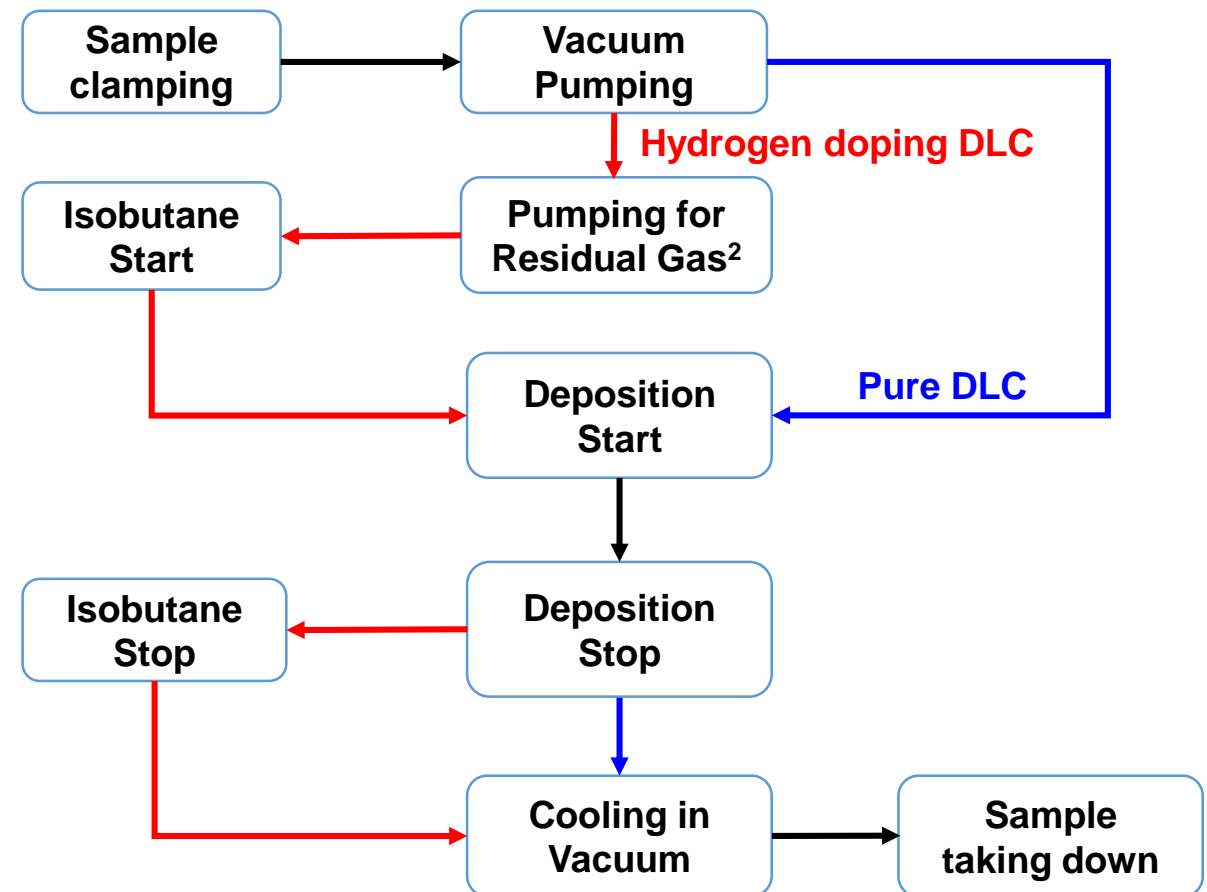 Sample
clamping
Vacuum
Pumping
Hydrogen doping DLC
Isobutane
Start
Pumping for
Residual Gas²
Deposition
Start
Pure DLC
Isobutane
Stop
Deposition
Stop
Cooling in
Vacuum
Sample
taking down